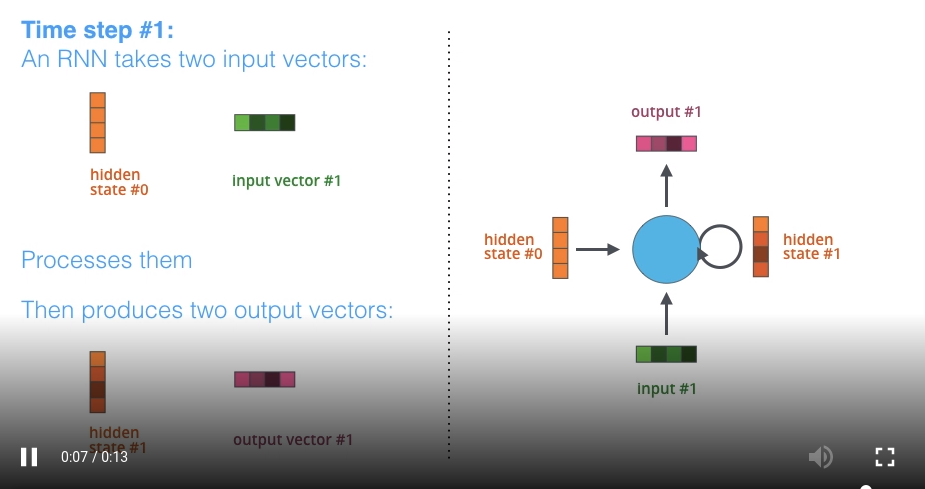 Time step #1:
An RNN takes two input vectors:
hidden
state #0
input vector #1
Processes them
Then produces two output vectors:
hidden
state #1
output vector #1
output #1
hidden
state #0
hidden
state #1
input #1
0:07 / 0:13